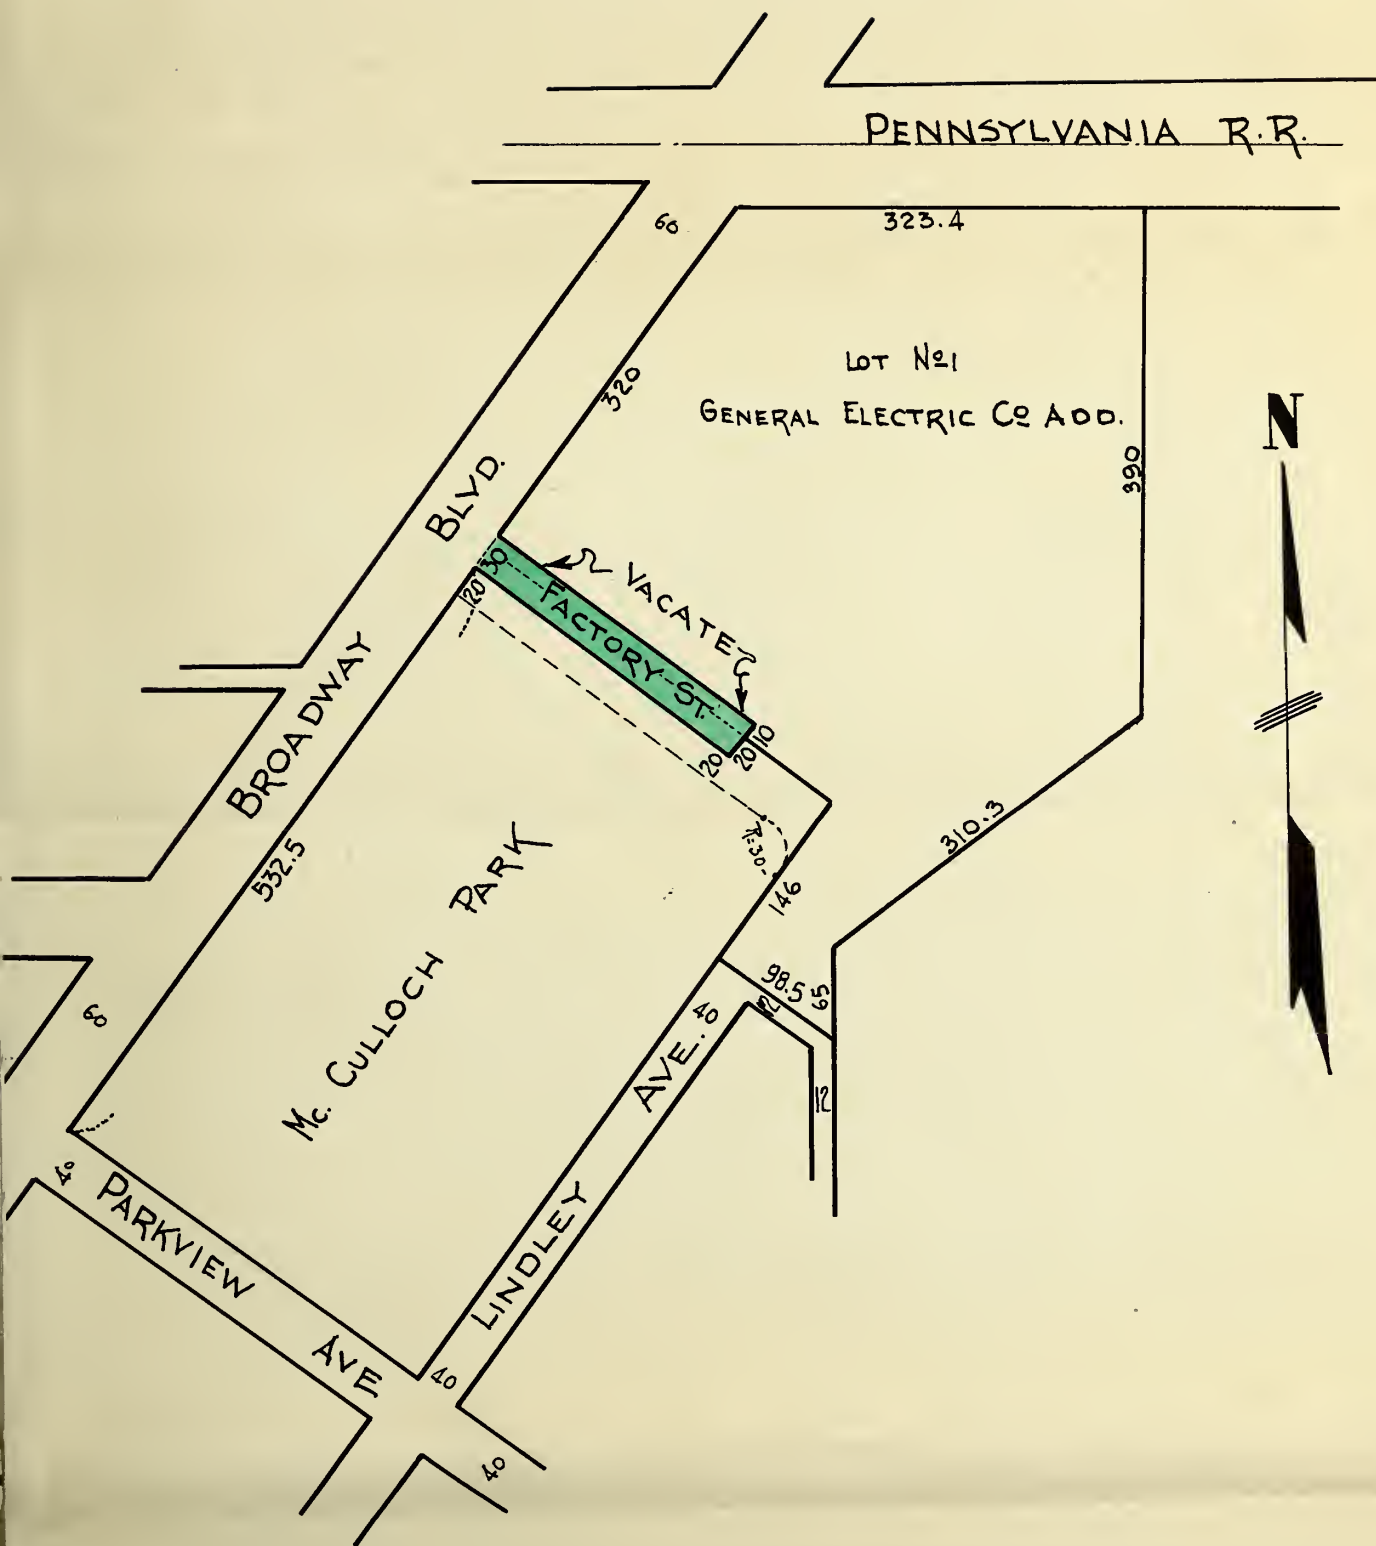 PENNSYLVANIA R.R.
60
323.4
320
LOT No1
GENERAL ELECTRIC Co ADD.
N
390
BLVD.
30
20
VACATE
FACTORY ST.
10
20
20
BROADWAY
532.5
R=30
310.3
146
Mc. CULLOCH PARK
98.5
65
12
40
60
LINDLEY AVE.
12
40
PARKVIEW AVE
40
40